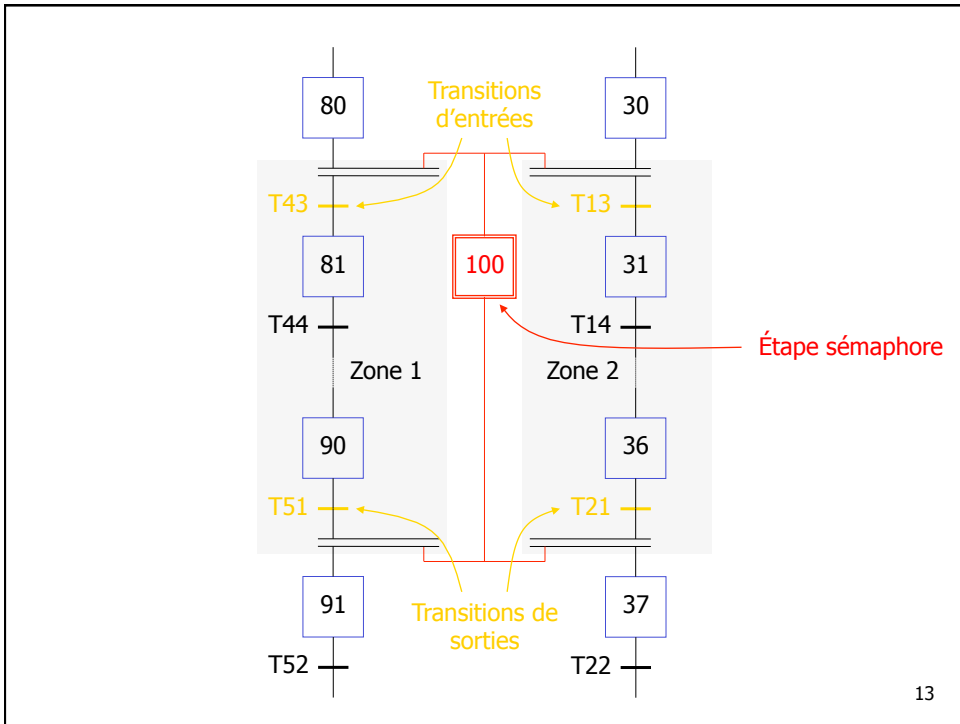 80
Transitions
d'entrées
30
T43
T13
81
100
31
T44
T14
Étape sémaphore
Zone 1
Zone 2
90
36
T51
T21
91
Transitions de
sorties
37
T52
T22
13